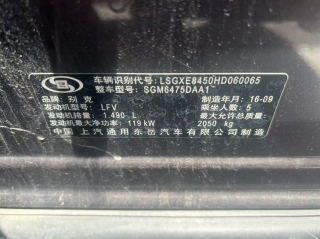 车辆识别代号：LSGXE8450HD060065
整车型号：SGM6475DAA1
品牌：别克 制造年月：16-09
发动机型号：LFV 乘坐人数：5
发动机排量：1.490 L 最大允许总质量：
发动机最大净功率：119 kW 2050 kg
中国 上汽通用东岳汽车有限公司制造